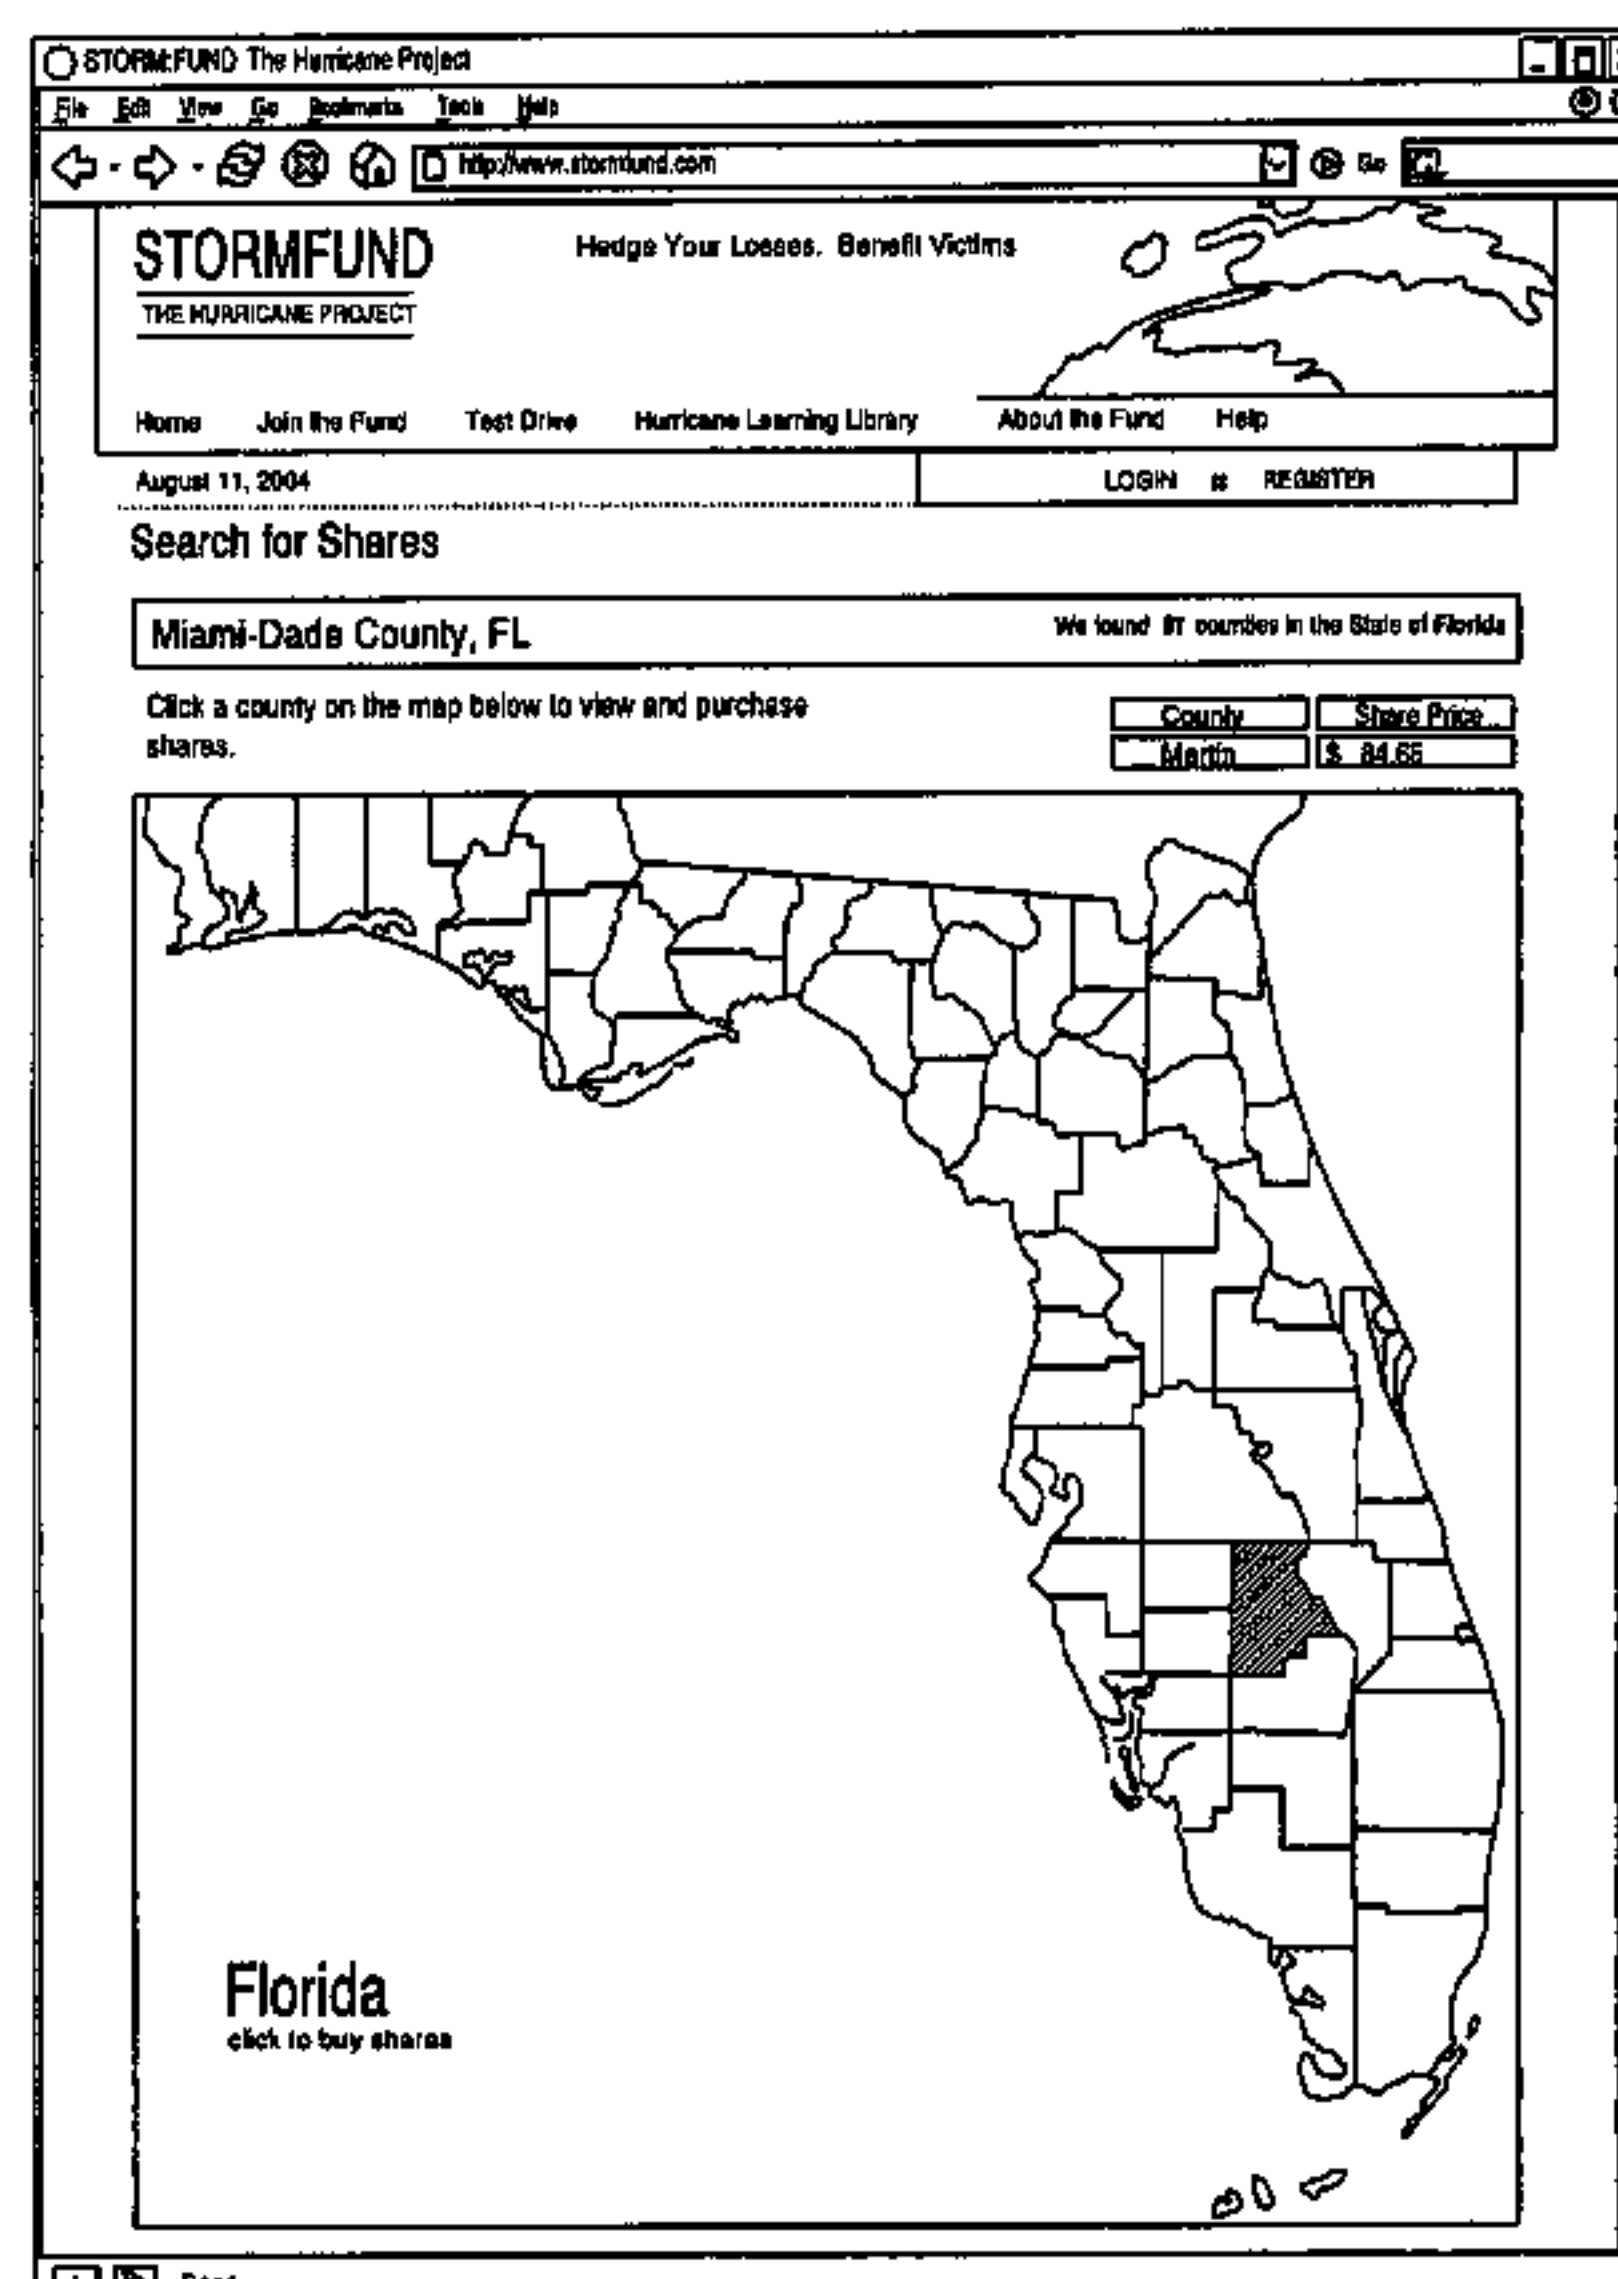 STORM:FUND The Hurricane Project
File Edit View Go Bookmarks Tools Help
http://www.stormfund.com Go
STORMFUND
Hedge Your Losses. Benefit Victims
THE HURRICANE PROJECT
Home Join the Fund Test Drive Hurricane Learning Library About the Fund Help
August 11, 2004
LOGIN :: REGISTER
Search for Shares
Miami-Dade County, FL
We found 67 counties in the State of Florida
Click a county on the map below to view and purchase
shares.
County Share Price
Martin $ 84.65
Florida
click to buy shares